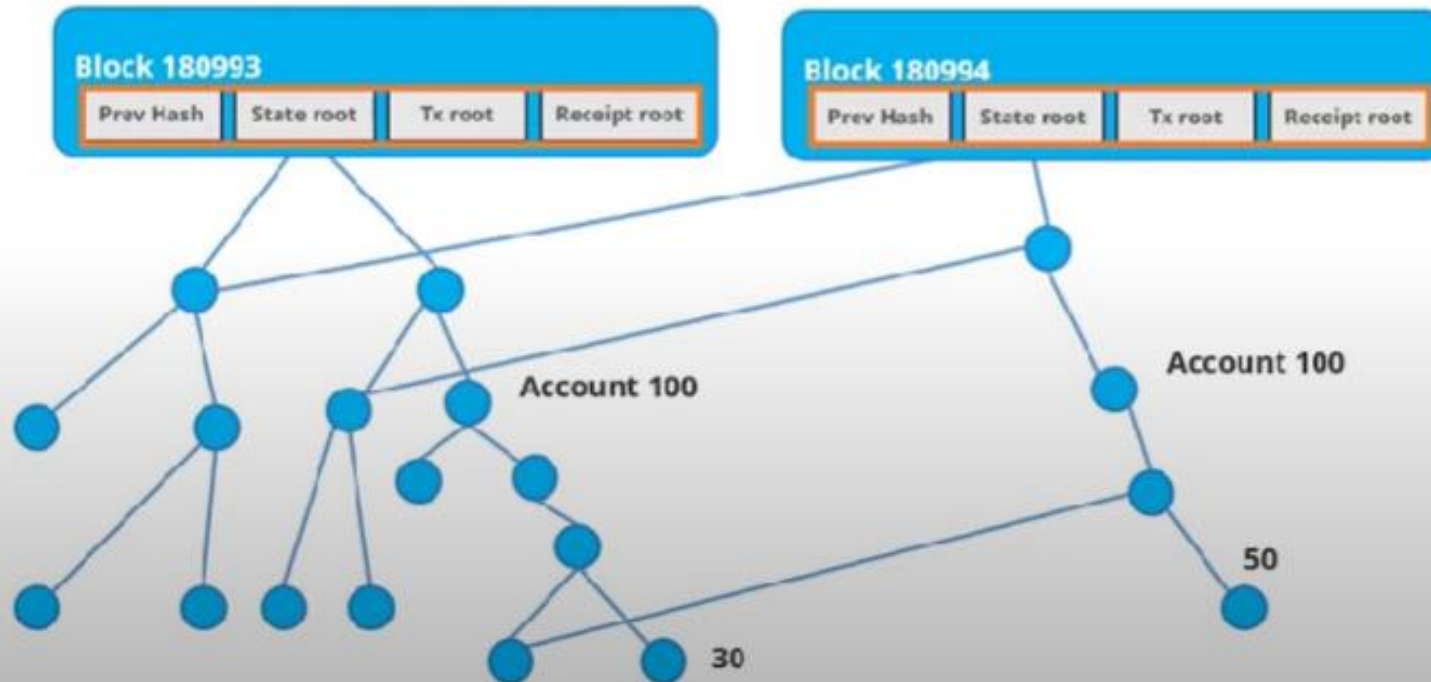 Block 180993
Prev Hash State root Tx root Receipt root
Block 180994
Prev Hash State root Tx root Receipt root
Account 100
Account 100
50
30